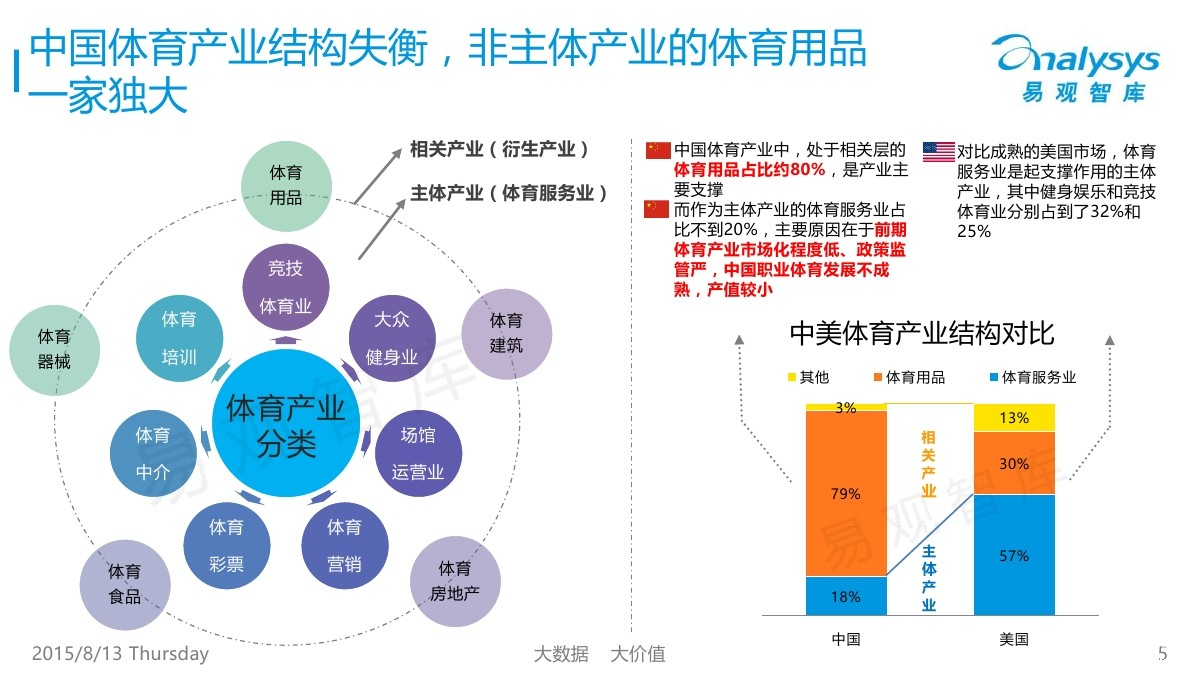 中国体育产业结构失衡，非主体产业的体育用品
一家独大
analysys
易观智库
相关产业（衍生产业）
主体产业（体育服务业）
体育
用品
竞技
体育业
体育
培训
大众
健身业
体育
器械
体育
建筑
体育产业
分类
体育
中介
场馆
运营业
体育
彩票
体育
营销
体育
食品
体育
房地产
易观智库
中国体育产业中，处于相关层的
体育用品占比约80%，是产业主
要支撑
而作为主体产业的体育服务业占
比不到20%，主要原因在于前期
体育产业市场化程度低、政策监
管严，中国职业体育发展不成
熟，产值较小
对比成熟的美国市场，体育
服务业是起支撑作用的主体
产业，其中健身娱乐和竞技
体育业分别占到了32%和
25%
中美体育产业结构对比
其他 体育用品 体育服务业
3%
79%
18%
13%
30%
57%
相关产业
主体产业
易观智库
中国 美国
2015/8/13 Thursday 大数据 大价值 5